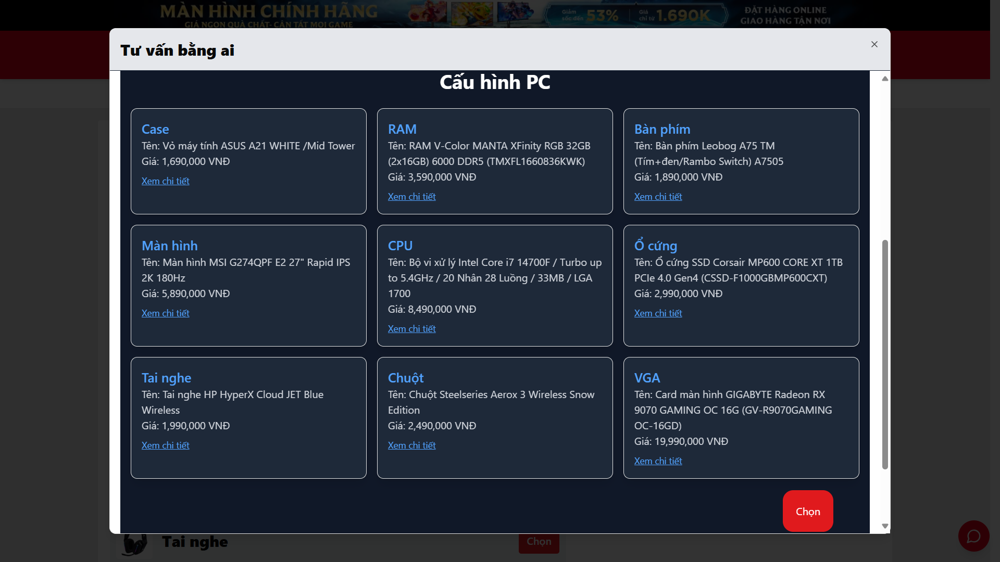 MÀN HÌNH CHÍNH HÃNG
GIÁ NGON QUÀ CHẤT- CÂN TẤT MỌI GAME
Giảm sốc đến 53%
Giá chỉ từ 1.690K
ĐẶT HÀNG ONLINE
GIAO HÀNG TẬN NƠI
Tư vấn bằng ai
Cấu hình PC
Case
Tên: Vỏ máy tính ASUS A21 WHITE /Mid Tower
Giá: 1,690,000 VNĐ
Xem chi tiết
RAM
Tên: RAM V-Color MANTA XFinity RGB 32GB
(2x16GB) 6000 DDR5 (TMXFL1660836KWK)
Giá: 3,590,000 VNĐ
Xem chi tiết
Bàn phím
Tên: Bàn phím Leobog A75 TM
(Tím+đen/Rambo Switch) A7505
Giá: 1,890,000 VNĐ
Xem chi tiết
Màn hình
Tên: Màn hình MSI G274QPF E2 27" Rapid IPS
2K 180Hz
Giá: 5,890,000 VNĐ
Xem chi tiết
CPU
Tên: Bộ vi xử lý Intel Core i7 14700F / Turbo up
to 5.4GHz / 20 Nhân 28 Luồng / 33MB / LGA
1700
Giá: 8,490,000 VNĐ
Xem chi tiết
Ổ cứng
Tên: Ổ cứng SSD Corsair MP600 CORE XT 1TB
PCIe 4.0 Gen4 (CSSD-F1000GBMP600CXT)
Giá: 2,990,000 VNĐ
Xem chi tiết
Tai nghe
Tên: Tai nghe HP HyperX Cloud JET Blue
Wireless
Giá: 1,990,000 VNĐ
Xem chi tiết
Chuột
Tên: Chuột Steelseries Aerox 3 Wireless Snow
Edition
Giá: 2,490,000 VNĐ
Xem chi tiết
VGA
Tên: Card màn hình GIGABYTE Radeon RX
9070 GAMING OC 16G (GV-R9070GAMING
OC-16GD)
Giá: 19,990,000 VNĐ
Xem chi tiết
Chọn
Tai nghe
Chọn